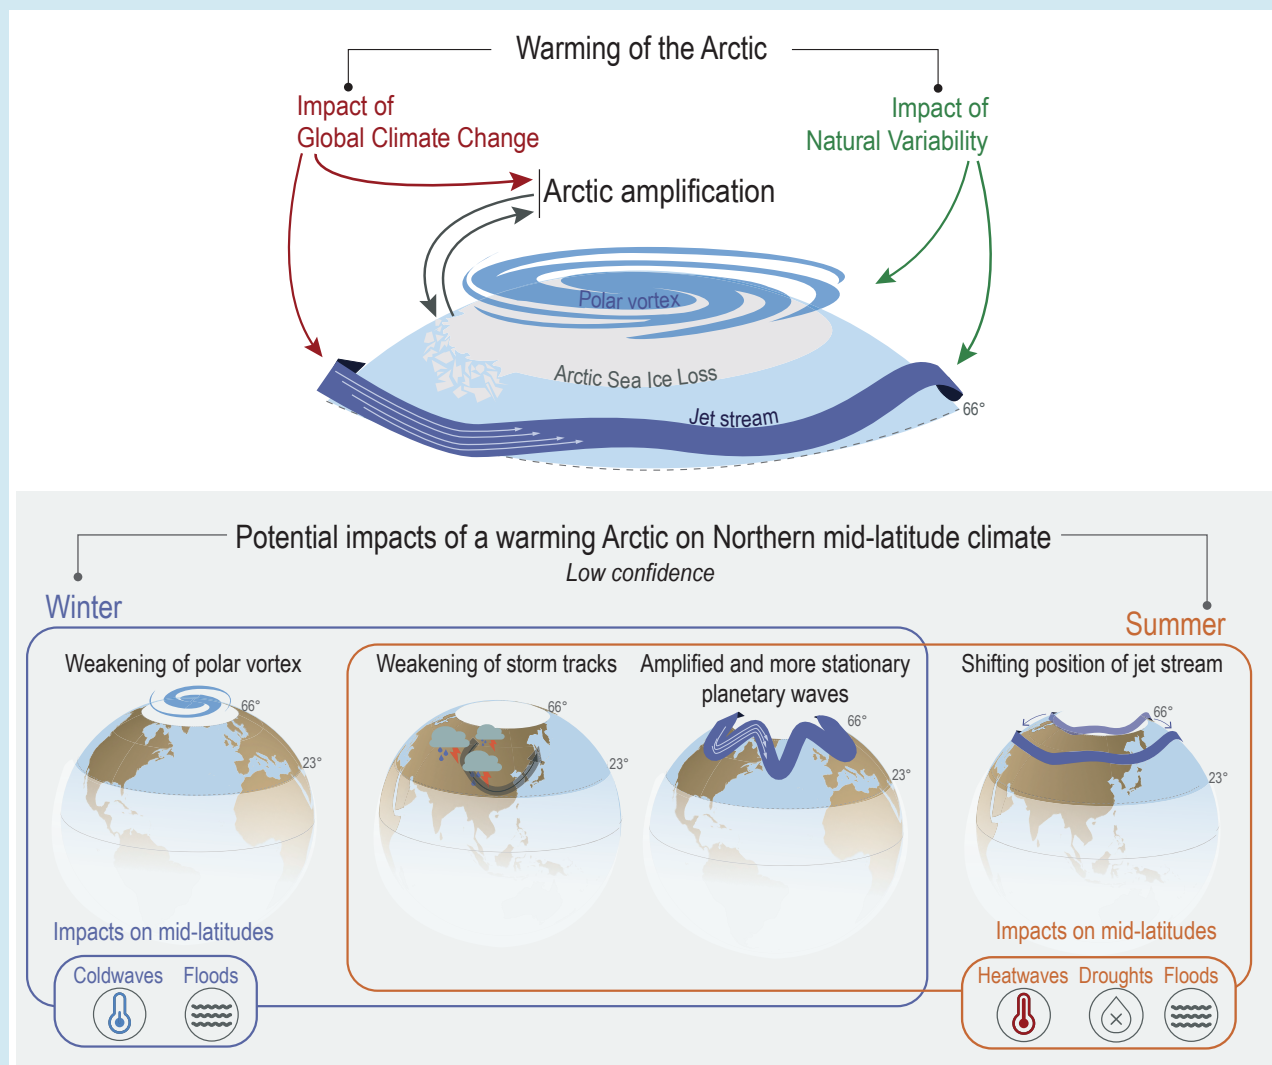 Warming of the Arctic
Impact of
Global Climate Change
Impact of
Natural Variability
Arctic amplification
Polar vortex
Arctic Sea Ice Loss
Jet stream
66°
Potential impacts of a warming Arctic on Northern mid-latitude climate
Low confidence
Winter
Summer
Weakening of polar vortex
66°
23°
Weakening of storm tracks
66°
23°
Amplified and more stationary
planetary waves
66°
23°
Shifting position of jet stream
66°
23°
Impacts on mid-latitudes
Coldwaves
Floods
Impacts on mid-latitudes
Heatwaves
Droughts
Floods